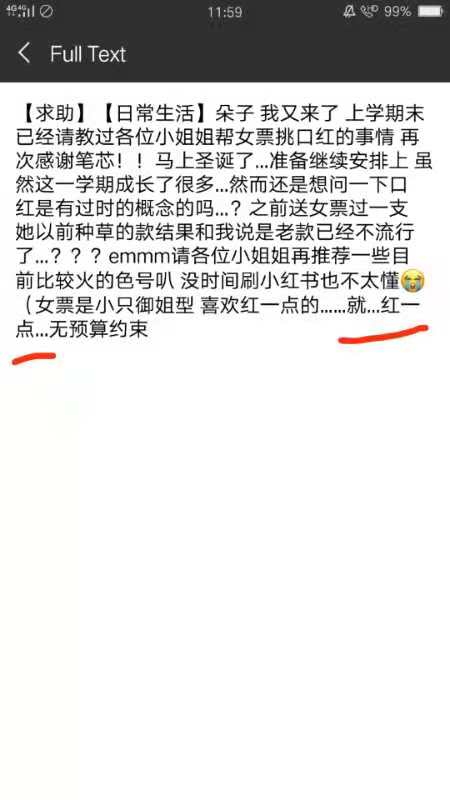 4G 4G 11:59 HD 99%
Full Text
【求助】【日常生活】朵子 我又来了 上学期末
已经请教过各位小姐姐帮女票挑口红的事情 再
次感谢笔芯！！马上圣诞了...准备继续安排上 虽
然这一学期成长了很多...然而还是想问一下口
红是有过时的概念的吗...？之前送女票过一支
她以前种草的款结果和我说是老款已经不流行
了...？？？emmm请各位小姐姐再推荐一些目
前比较火的色号叭 没时间刷小红书也不太懂😭
（女票是小只御姐型 喜欢红一点的......就...红一
点...无预算约束